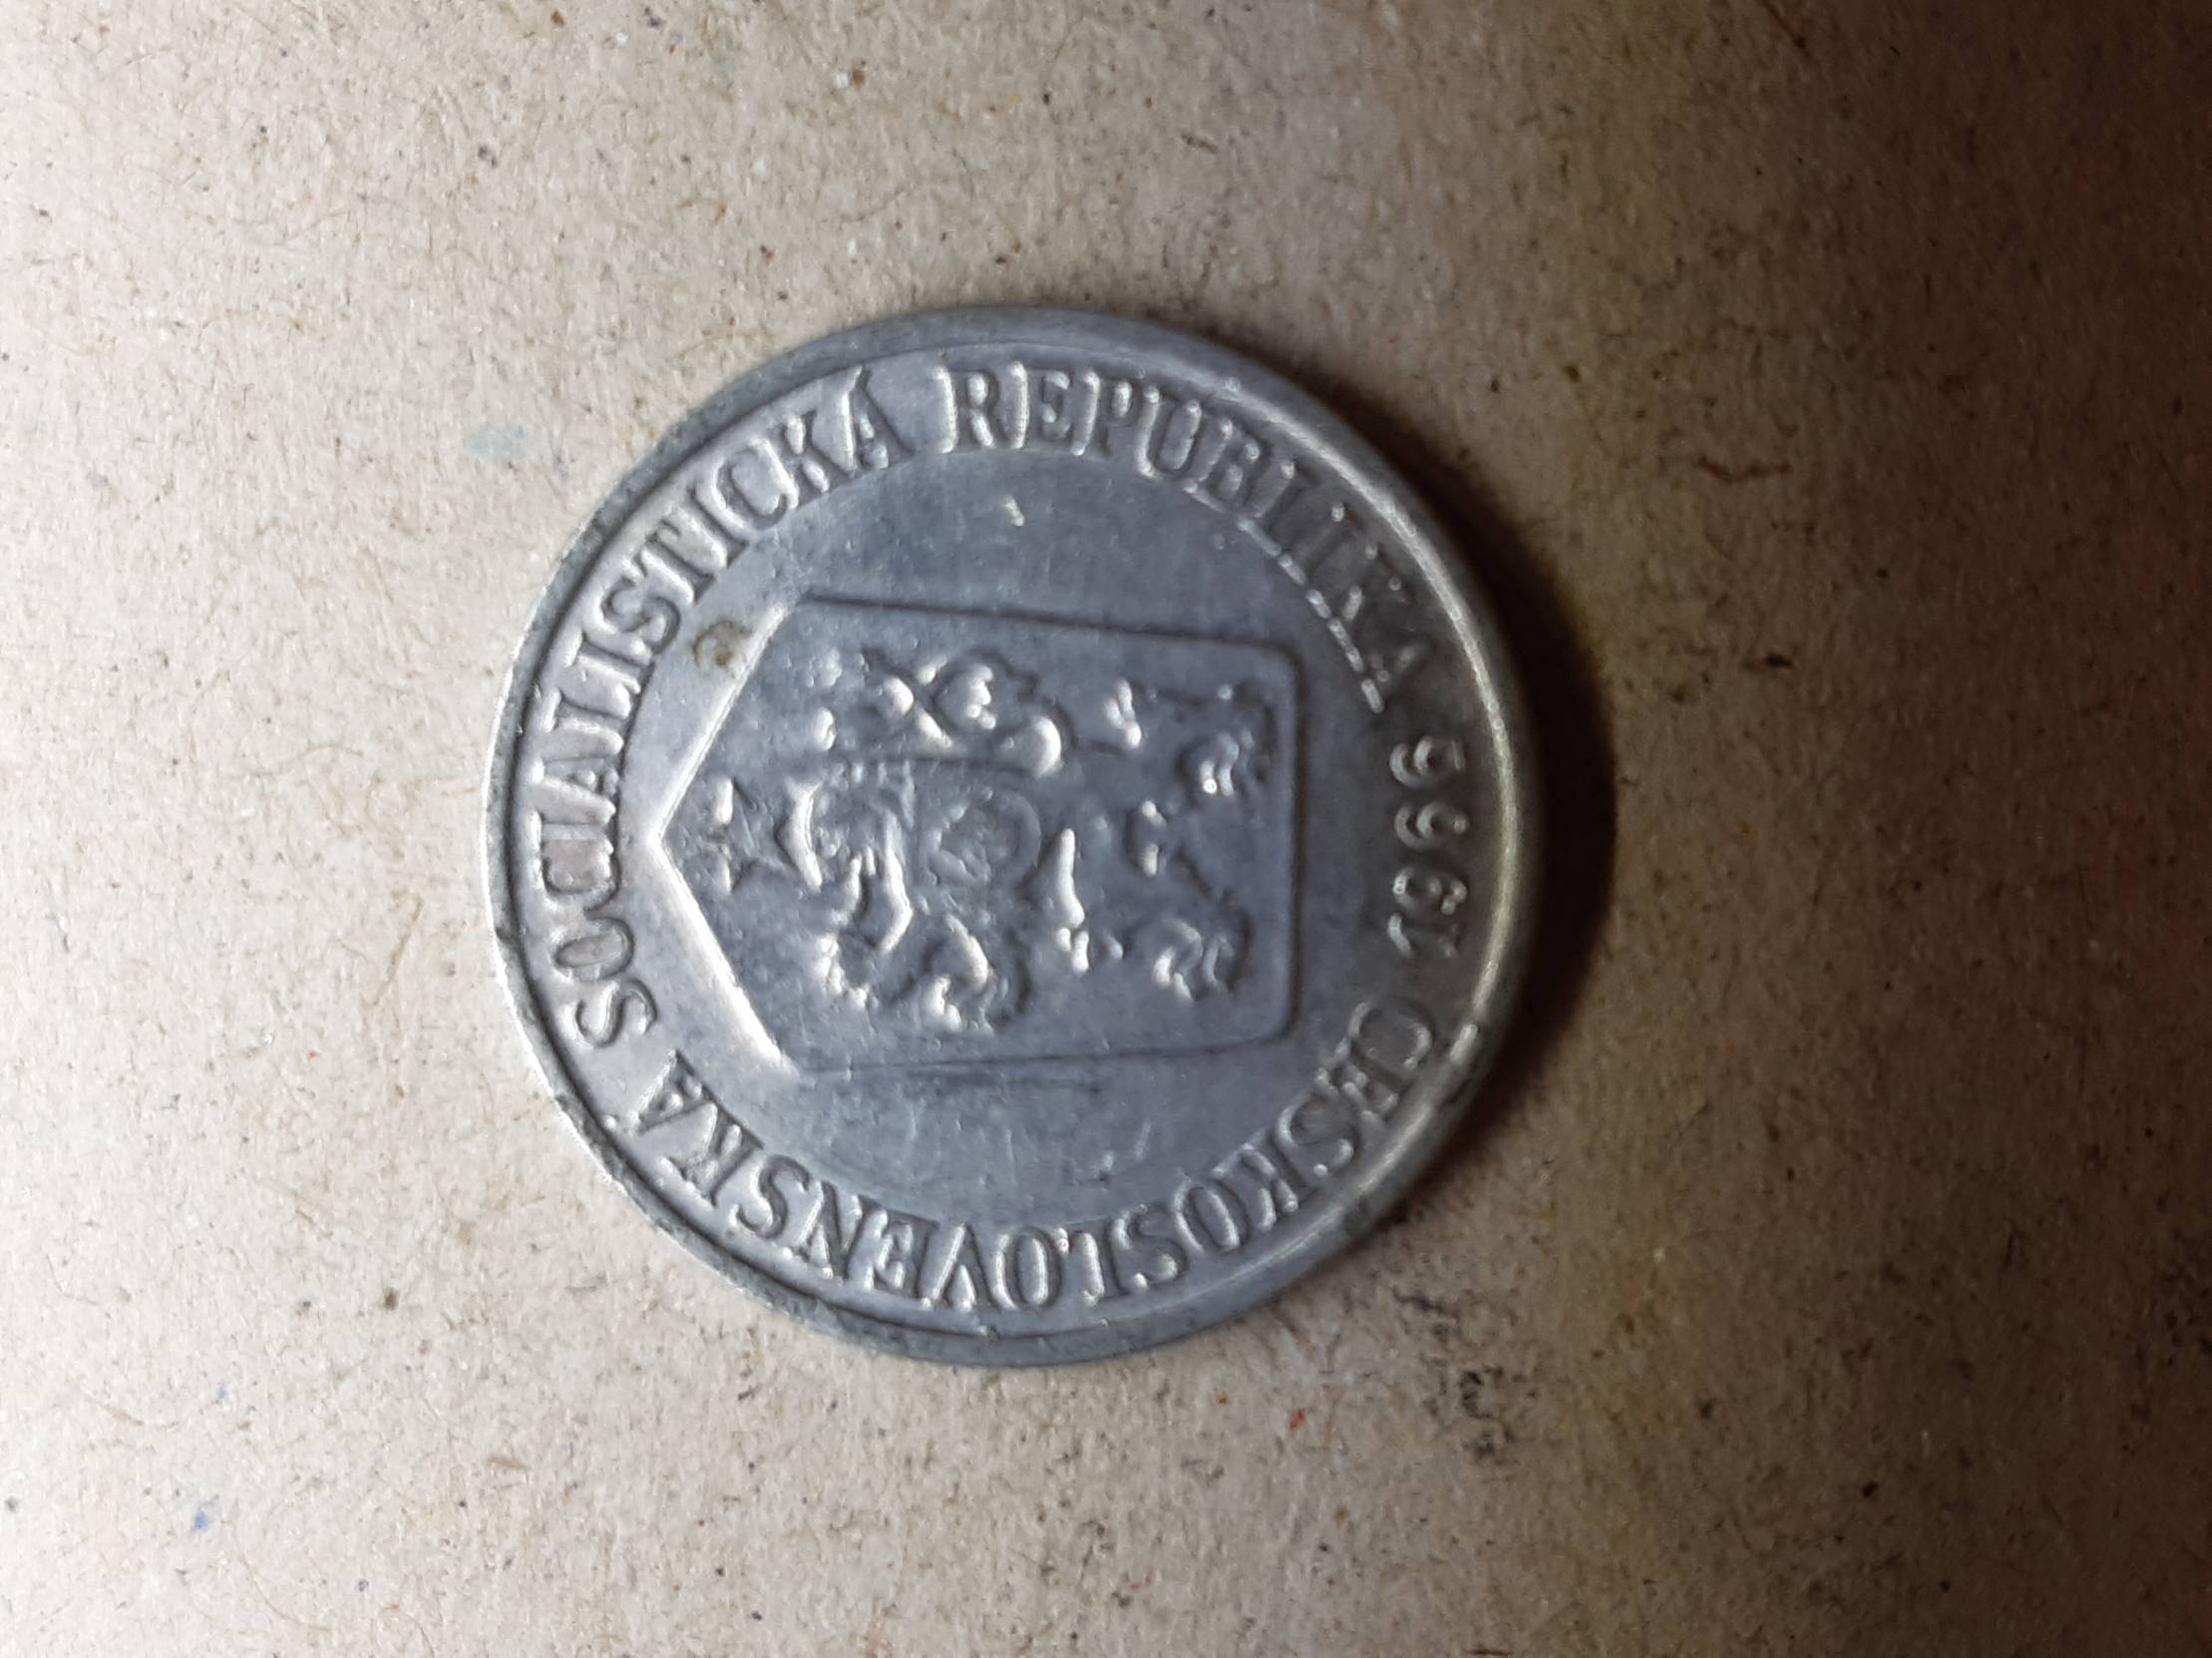 ČESKOSLOVENSKÁ SOCIALISTICKÁ REPUBLIKA
1966